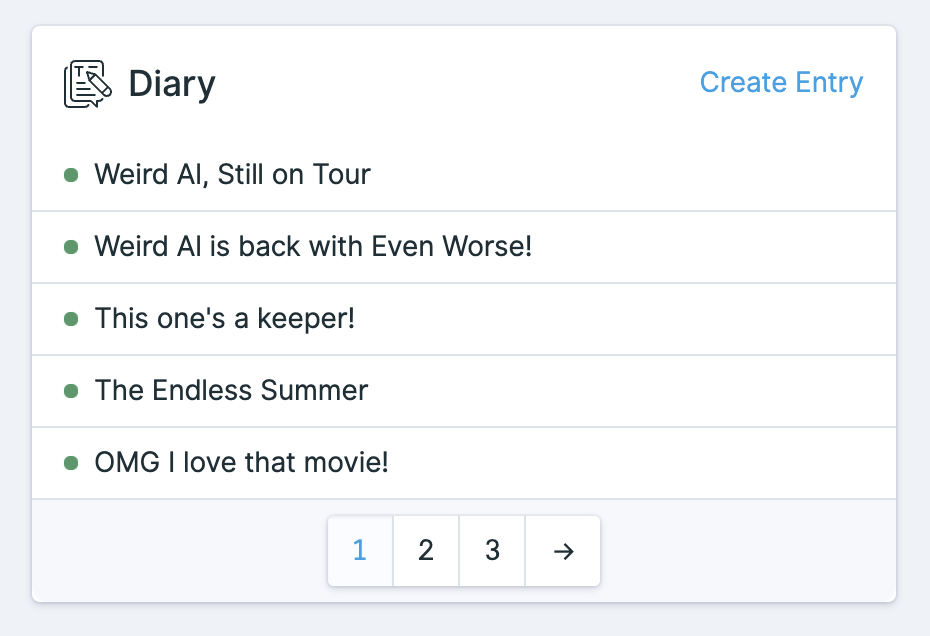 Diary
Create Entry
Weird Al, Still on Tour
Weird Al is back with Even Worse!
This one's a keeper!
The Endless Summer
OMG I love that movie!
1 2 3 →